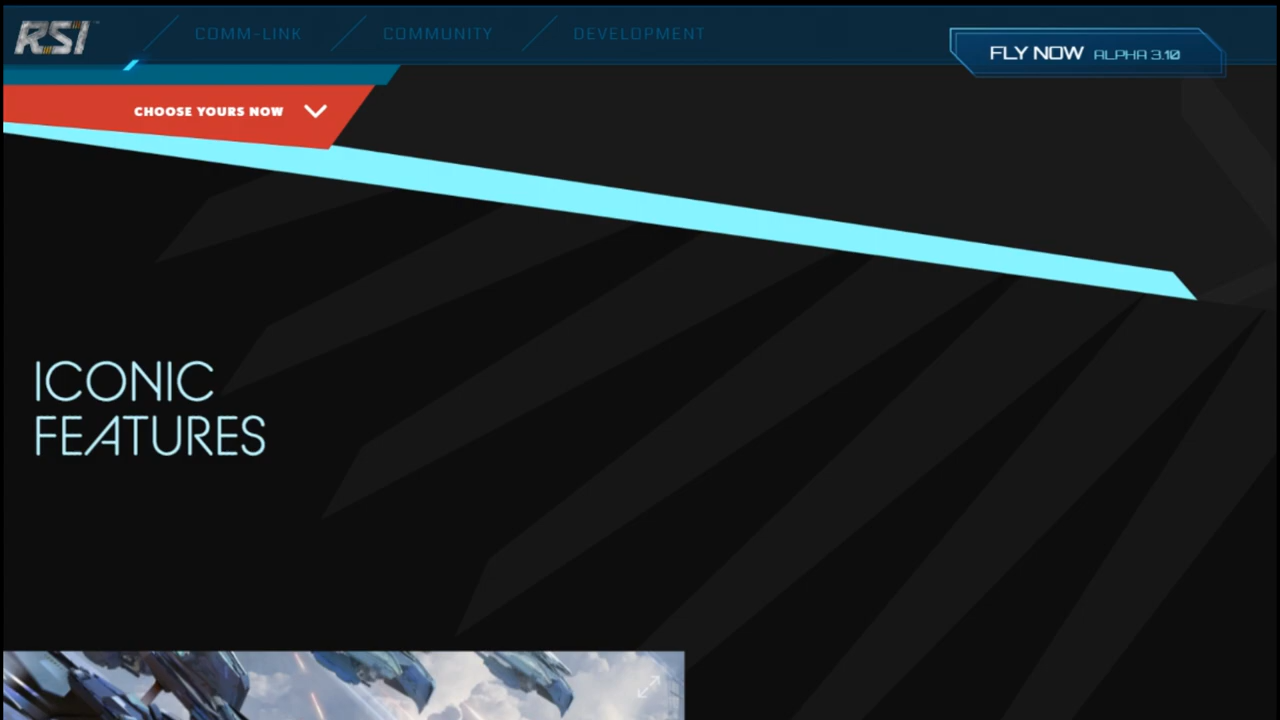 RSI
COMM-LINK
COMMUNITY
DEVELOPMENT
FLY NOW ALPHA 3.10
CHOOSE YOURS NOW
ICONIC
FEATURES